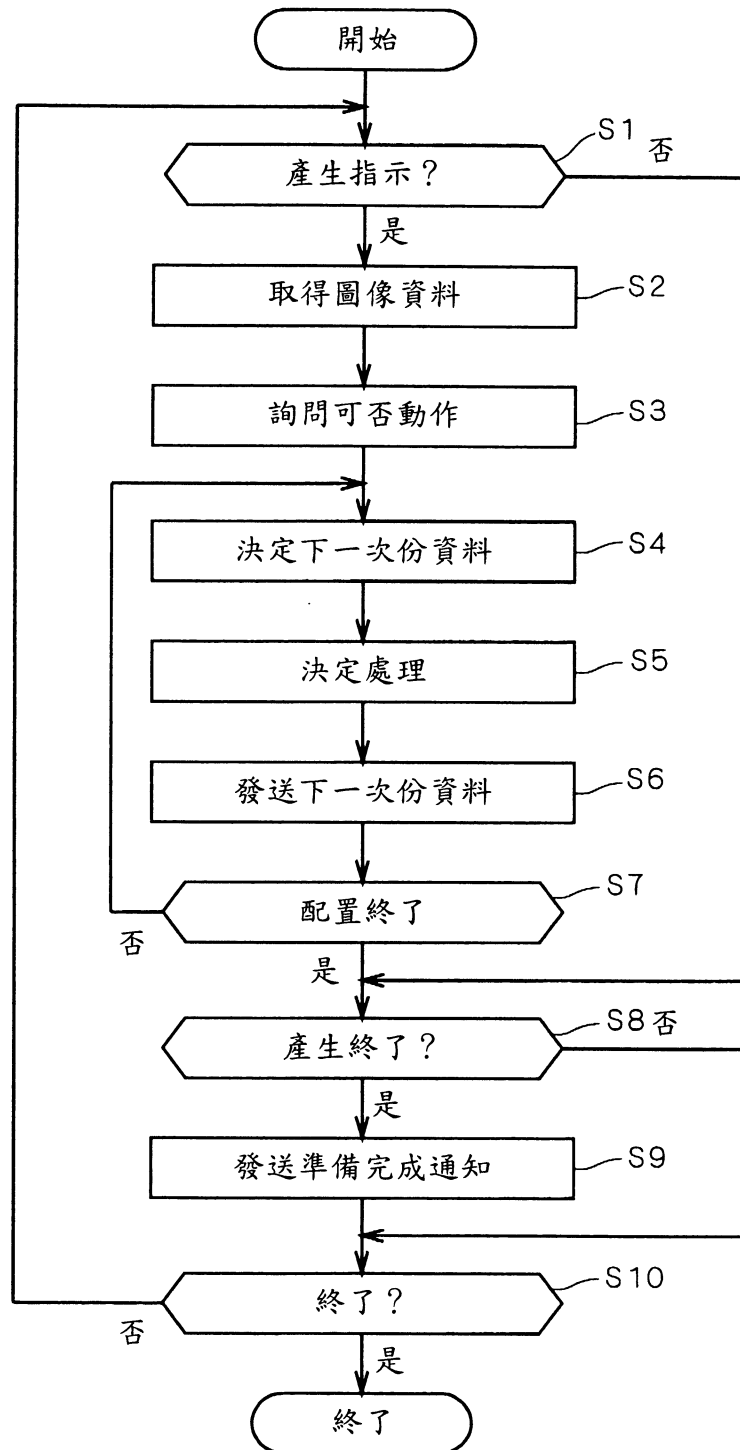 開始
產生指示？
S1
否
是
取得圖像資料
S2
詢問可否動作
S3
決定下一次份資料
S4
決定處理
S5
發送下一次份資料
S6
配置終了
S7
否
是
產生終了？
S8
否
是
發送準備完成通知
S9
終了？
S10
否
是
終了